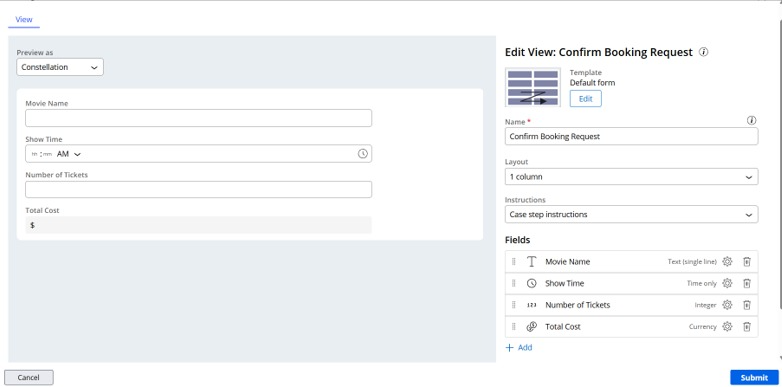 View
Preview as
Constellation
Movie Name
Show Time
AM
Number of Tickets
Total Cost
$
Edit View: Confirm Booking Request
Template
Default form
Edit
Name *
Confirm Booking Request
Layout
1 column
Instructions
Case step instructions
Fields
Movie Name Text (single line)
Show Time Time only
123 Number of Tickets Integer
Total Cost Currency
+ Add
Cancel
Submit